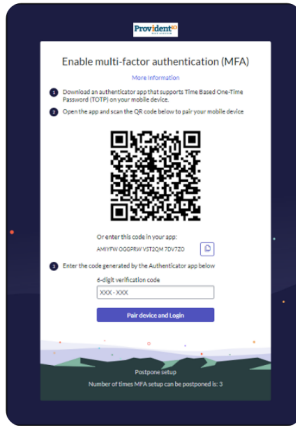 Provident
Enable multi-factor authentication (MFA)
More Information
1 Download an authenticator app that supports Time Based One-Time
Password (TOTP) on your mobile device.
2 Open the app and scan the QR code below to pair your mobile device
Or enter this code in your app:
3 Enter the code generated by the Authenticator app below
6-digit verification code
XXX - XXX
Pair device and Login
Postpone setup
Number of times MFA setup can be postponed is: 3